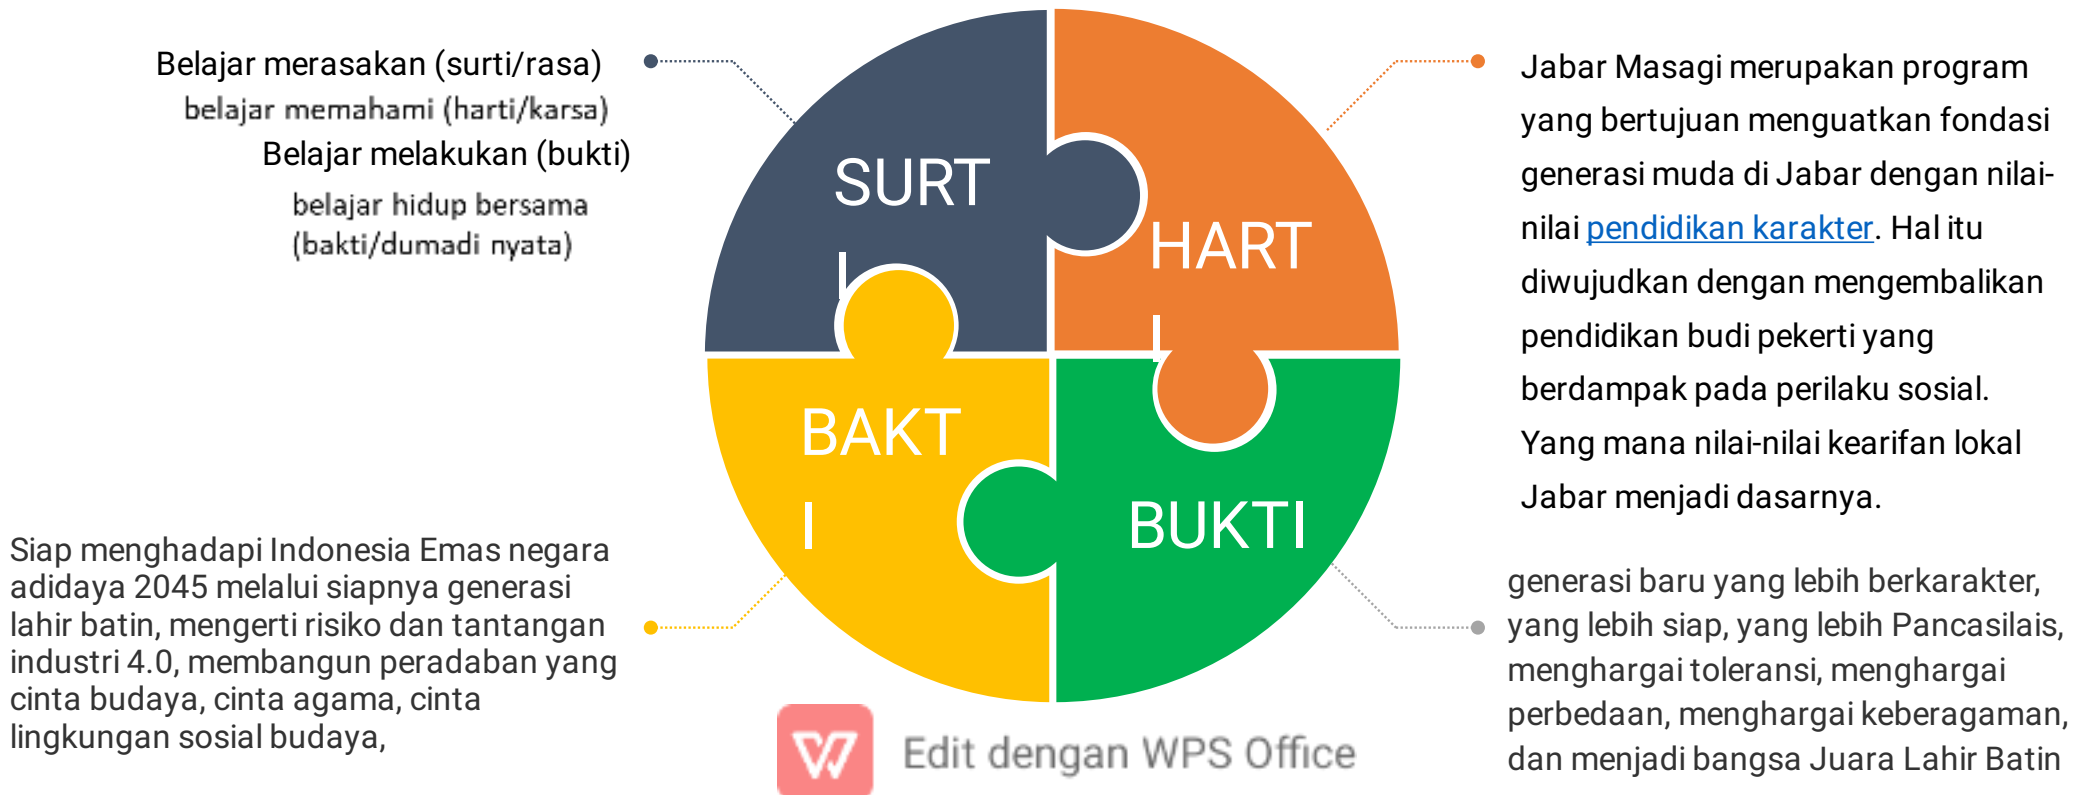 Belajar merasakan (surti/rasa)
belajar memahami (harti/karsa)
Belajar melakukan (bukti)
belajar hidup bersama
(bakti/dumadi nyata)
SURT
I
HART
I
BAKT
I
BUKTI
Jabar Masagi merupakan program
yang bertujuan menguatkan fondasi
generasi muda di Jabar dengan nilai-
nilai pendidikan karakter. Hal itu
diwujudkan dengan mengembalikan
pendidikan budi pekerti yang
berdampak pada perilaku sosial.
Yang mana nilai-nilai kearifan lokal
Jabar menjadi dasarnya.
Siap menghadapi Indonesia Emas negara
adidaya 2045 melalui siapnya generasi
lahir batin, mengerti risiko dan tantangan
industri 4.0, membangun peradaban yang
cinta budaya, cinta agama, cinta
lingkungan sosial budaya,
generasi baru yang lebih berkarakter,
yang lebih siap, yang lebih Pancasilais,
menghargai toleransi, menghargai
perbedaan, menghargai keberagaman,
dan menjadi bangsa Juara Lahir Batin
Edit dengan WPS Office